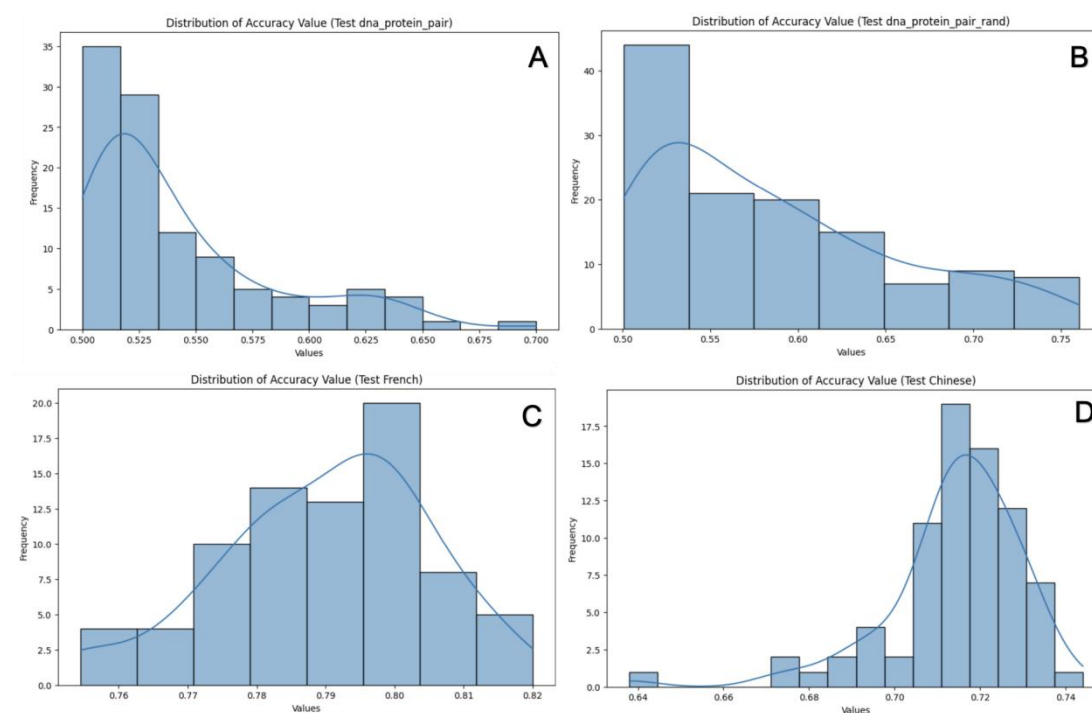 Distribution of Accuracy Value (Test dna_protein_pair)
A
35
30
25
20
15
10
5
0
Frequency
0.500 0.525 0.550 0.575 0.600 0.625 0.650 0.675 0.700
Values
Distribution of Accuracy Value (Test dna_protein_pair_rand)
B
40
30
20
10
0
Frequency
0.50 0.55 0.60 0.65 0.70 0.75
Values
Distribution of Accuracy Value (Test French)
C
20.0
17.5
15.0
12.5
10.0
7.5
5.0
2.5
0.0
Frequency
0.76 0.77 0.78 0.79 0.80 0.81 0.82
Values
Distribution of Accuracy Value (Test Chinese)
D
17.5
15.0
12.5
10.0
7.5
5.0
2.5
0.0
Frequency
0.64 0.66 0.68 0.70 0.72 0.74
Values